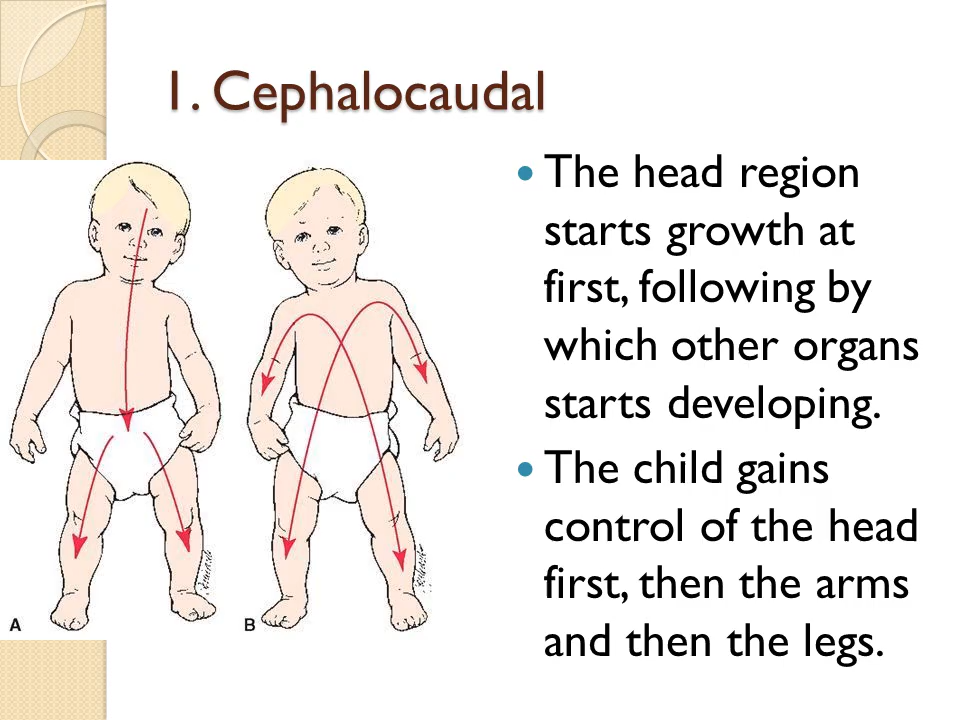 1. Cephalocaudal
The head region
starts growth at
first, following by
which other organs
starts developing.
The child gains
control of the head
first, then the arms
and then the legs.
A
B